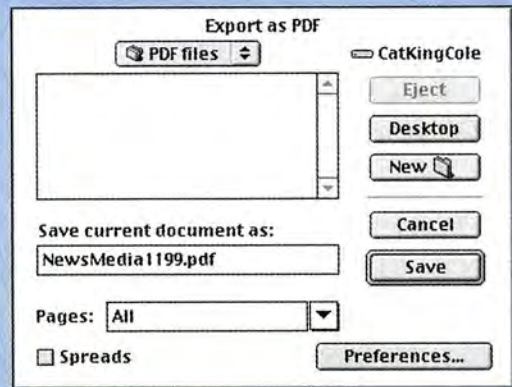 Export as PDF
PDF files
CatKingCole
Eject
Desktop
New
Save current document as:
NewsMedia1199.pdf
Cancel
Save
Pages: All
Spreads
Preferences...